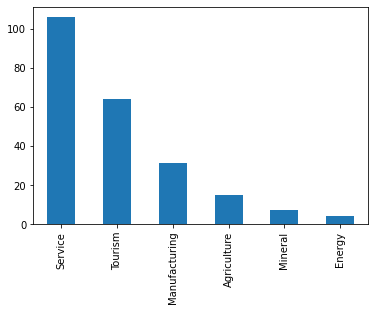 100
80
60
40
20
0
Service
Tourism
Manufacturing
Agriculture
Mineral
Energy